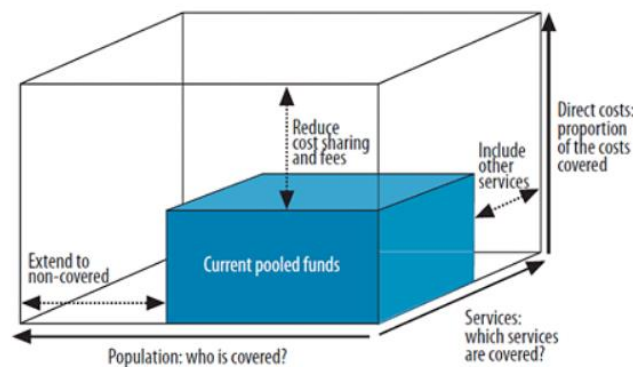 Reduce
cost sharing
and fees
Include
other
services
Direct costs:
proportion
of the costs
covered
Extend to
non-covered
Current pooled funds
Population: who is covered?
Services:
which services
are covered?